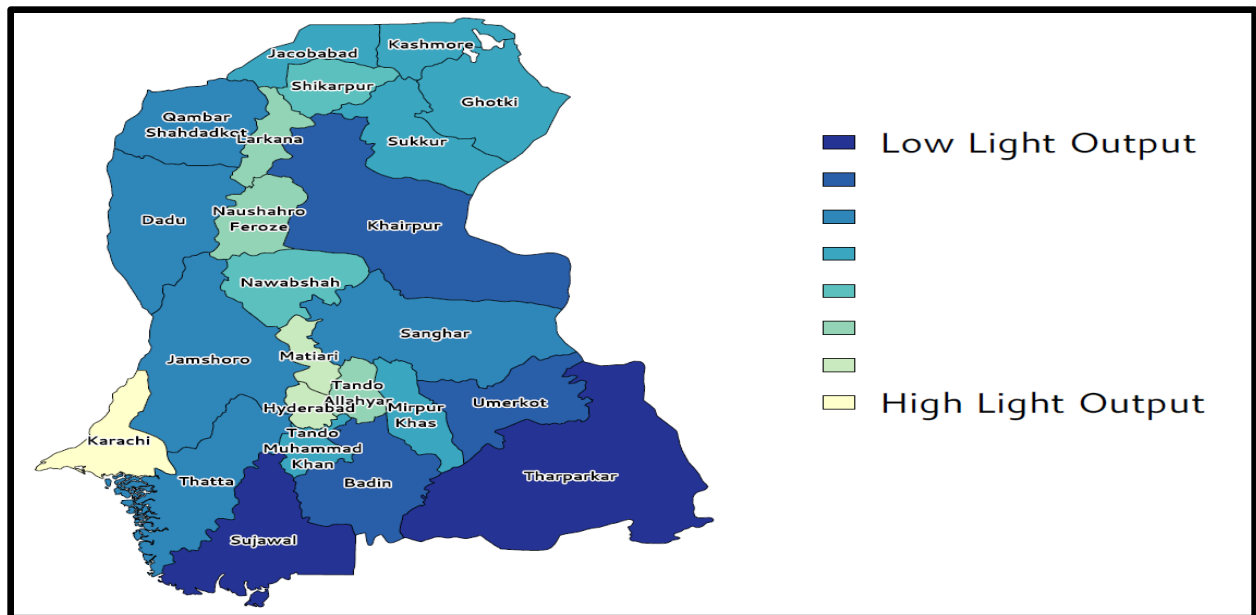 Jacobabad
Kashmore
Shikarpur
Ghotki
Qambar
Shahdadkot
Larkana
Sukkur
Dadu
Naushahro
Feroze
Khairpur
Nawabshah
Sanghar
Jamshoro
Matiari
Tando
Allahyar
Hyderabad
Mirpur
Khas
Umerkot
Karachi
Tando
Muhammad
Khan
Thatta
Badin
Tharparkar
Sujawal
Low Light Output
High Light Output